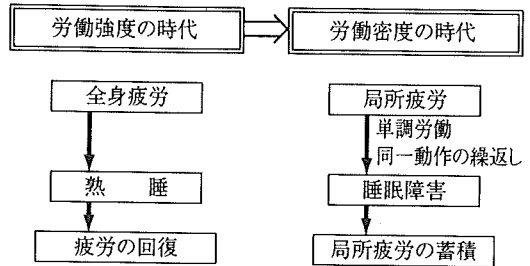 労働強度の時代
労働密度の時代
全身疲労
熟睡
疲労の回復
局所疲労
単調労働
同一動作の繰返し
睡眠障害
局所疲労の蓄積